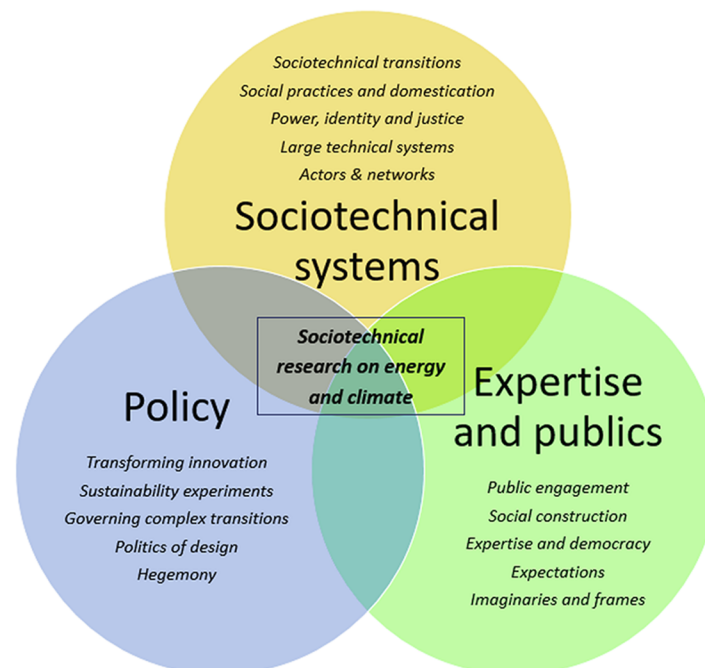 Sociotechnical transitions
Social practices and domestication
Power, identity and justice
Large technical systems
Actors & networks
Sociotechnical
systems
Sociotechnical
research on energy
and climate
Policy
Transforming innovation
Sustainability experiments
Governing complex transitions
Politics of design
Hegemony
Expertise
and publics
Public engagement
Social construction
Expertise and democracy
Expectations
Imaginaries and frames